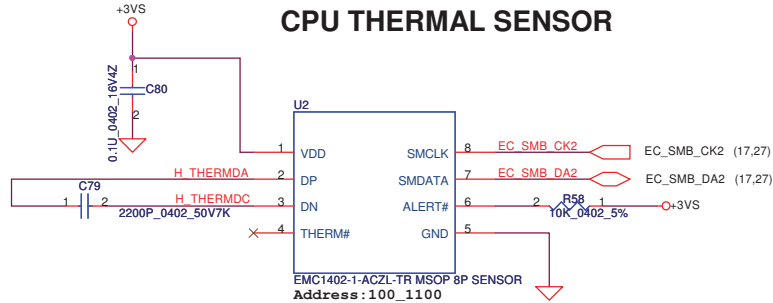 CPU THERMAL SENSOR
+3VS
1
C80
0.1U_0402_16V4Z
2
U2
1 VDD SMCLK 8 EC_SMB_CK2 EC_SMB_CK2 (17,27)
H_THERMDA 2 DP SMDATA 7 EC_SMB_DA2 EC_SMB_DA2 (17,27)
C79
1 2 H_THERMDC 3 DN ALERT# 6 2 R58 1 +3VS
2200P_0402_50V7K 10K_0402_5%
4 THERM# GND 5
EMC1402-1-ACZL-TR MSOP 8P SENSOR
Address:100_1100